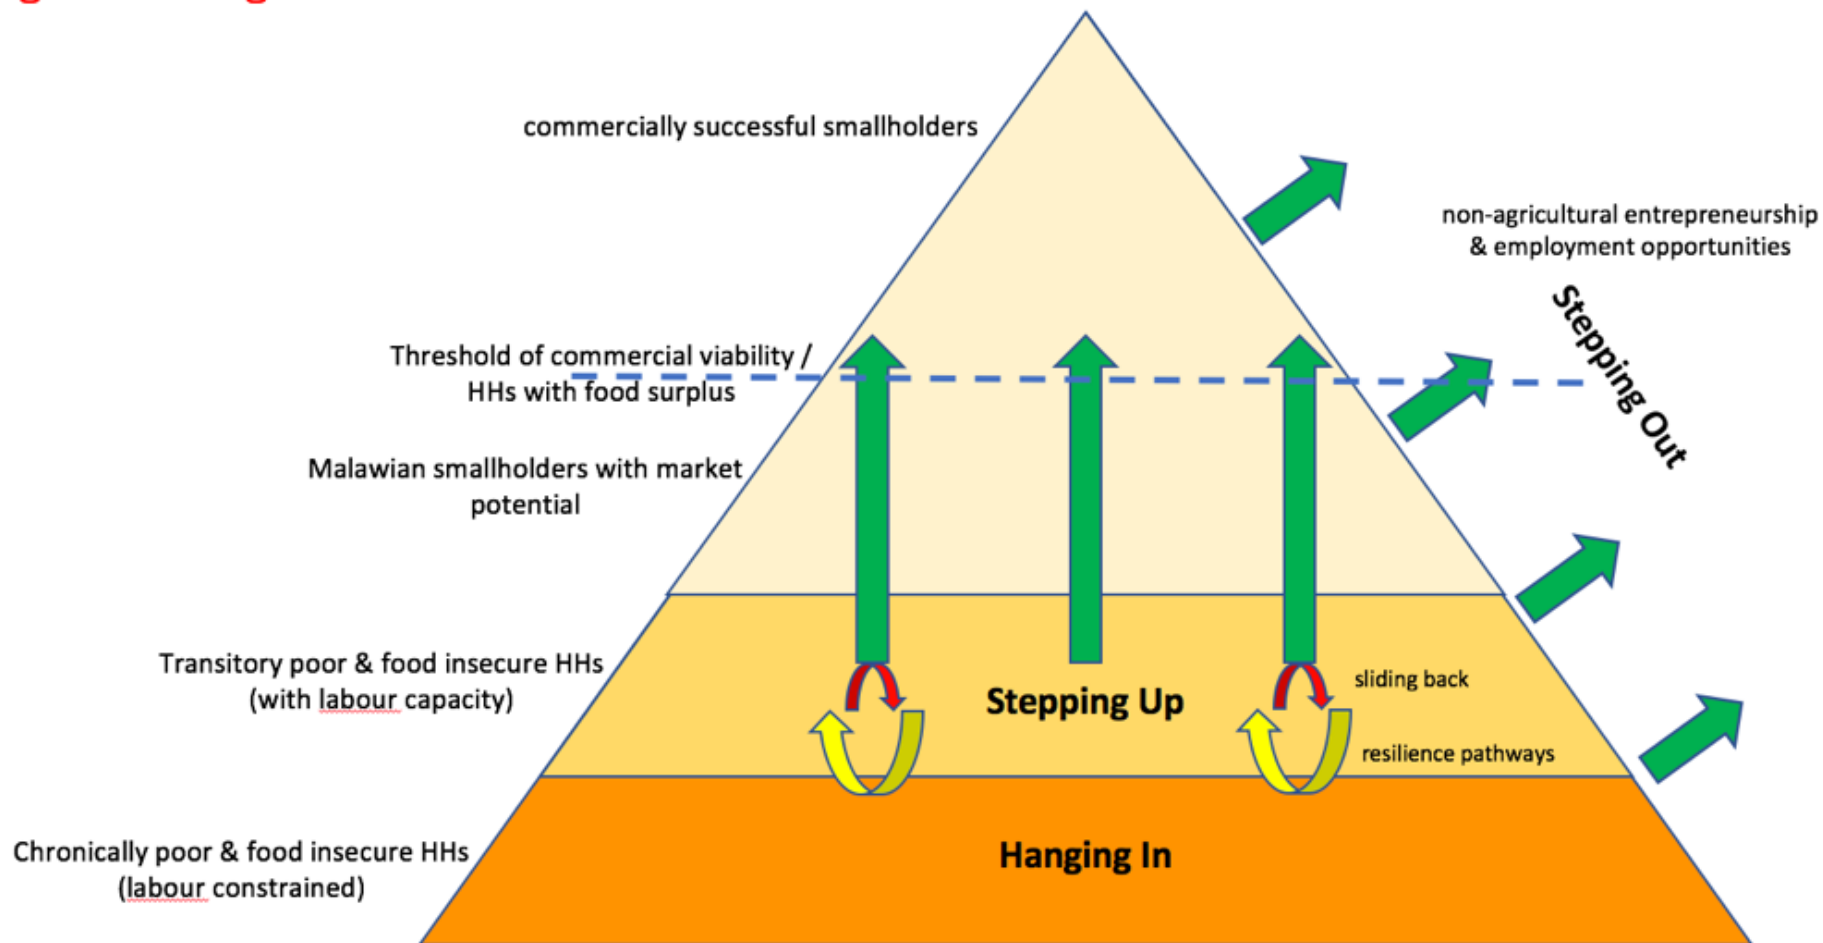 commercially successful smallholders
non-agricultural entrepreneurship
& employment opportunities
Stepping Out
Threshold of commercial viability /
HHs with food surplus
Malawian smallholders with market
potential
Transitory poor & food insecure HHs
(with labour capacity)
sliding back
Stepping Up
resilience pathways
Chronically poor & food insecure HHs
(labour constrained)
Hanging In